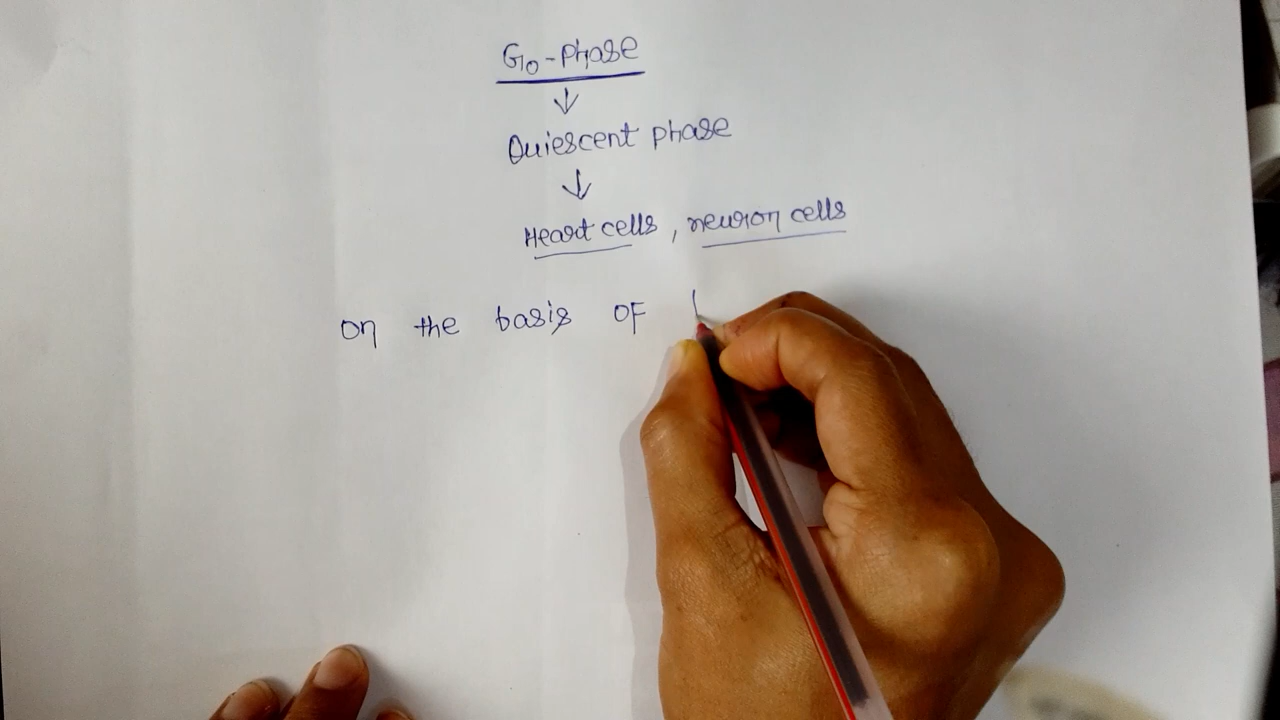 G0-Phase
Quiescent phase
Heart cells, neuron cells
on the basis of